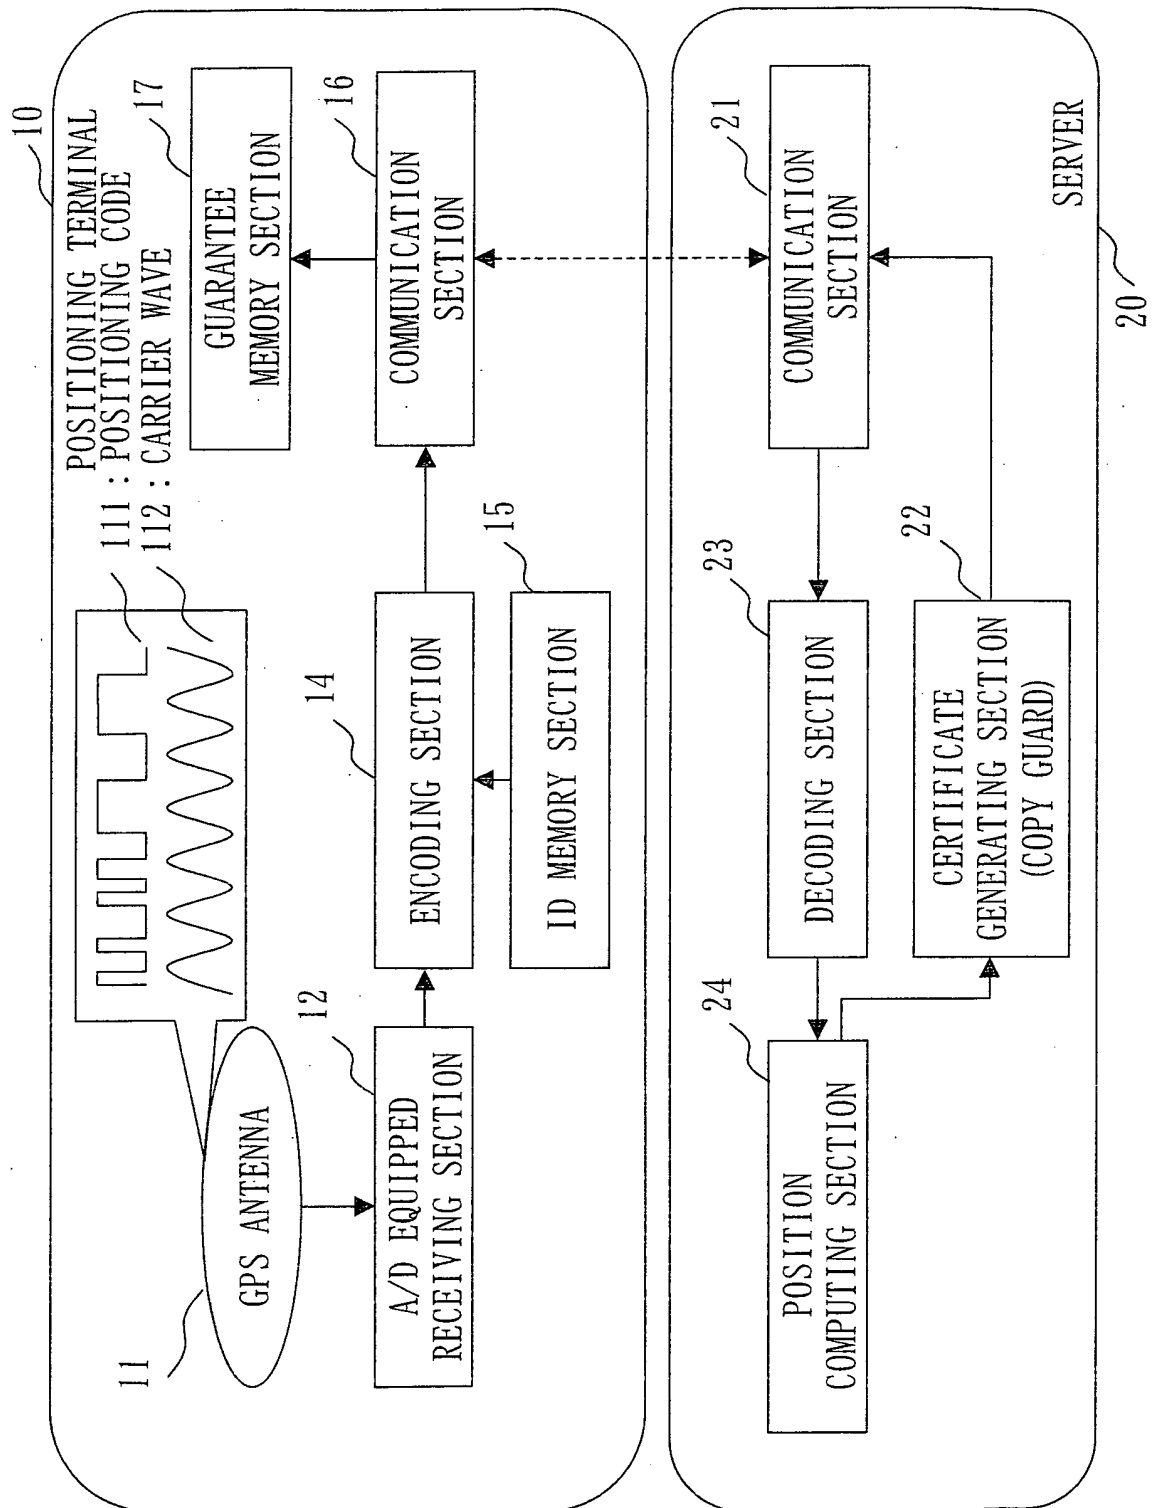 10
POSITIONING TERMINAL
111 : POSITIONING CODE
112 : CARRIER WAVE
11
GPS ANTENNA
12
A/D EQUIPPED
RECEIVING SECTION
14
ENCODING SECTION
15
ID MEMORY SECTION
17
GUARANTEE
MEMORY SECTION
16
COMMUNICATION
SECTION
24
POSITION
COMPUTING SECTION
23
DECODING SECTION
21
COMMUNICATION
SECTION
22
CERTIFICATE
GENERATING SECTION
(COPY GUARD)
SERVER
20